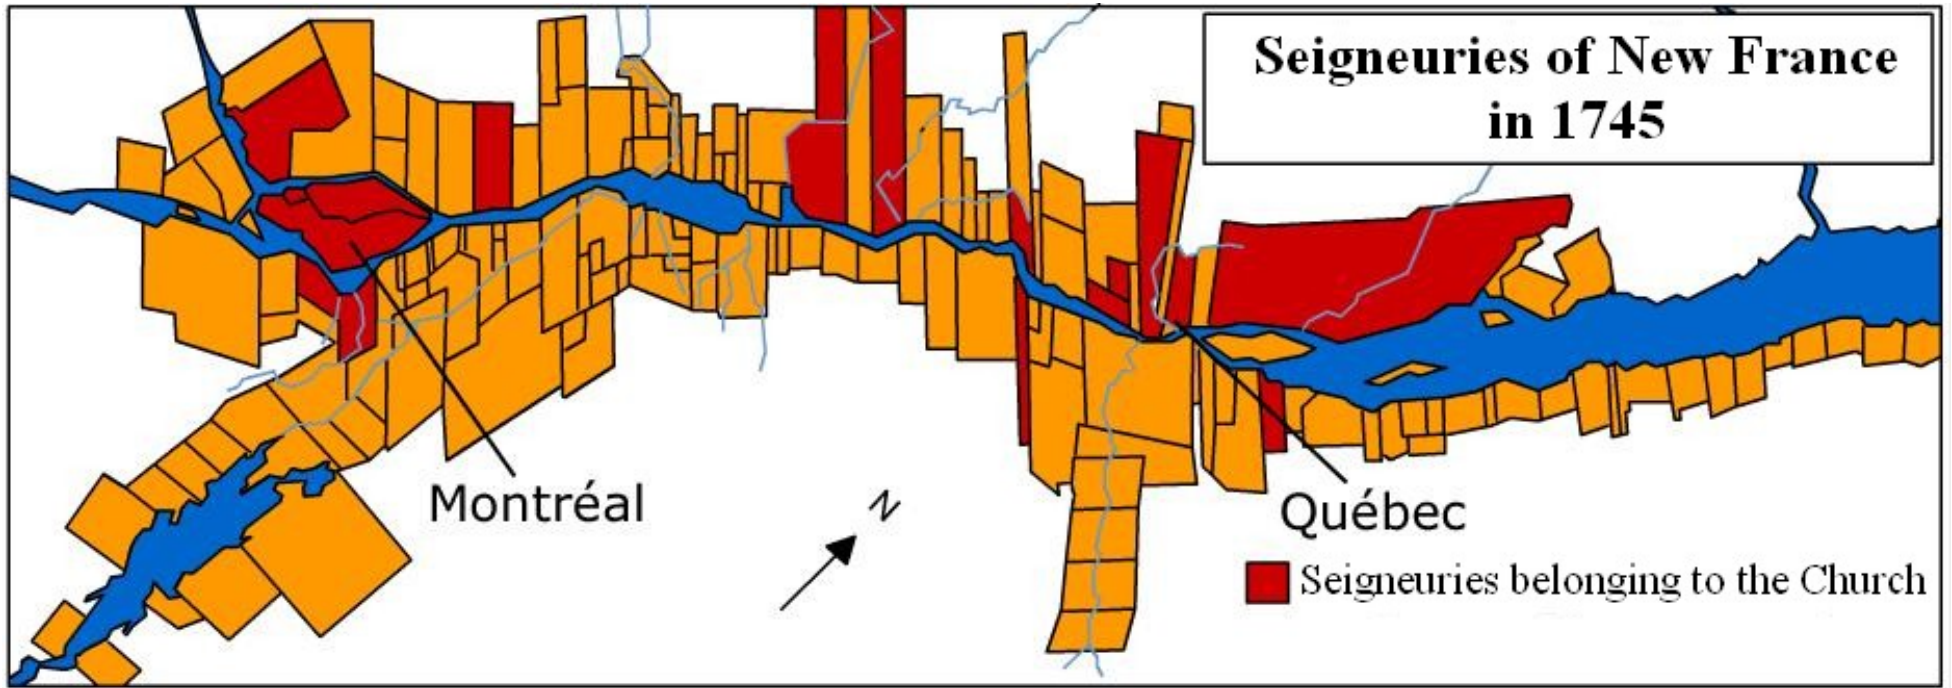 Seigneuries of New France
in 1745
Montréal
N
Québec
Seigneuries belonging to the Church